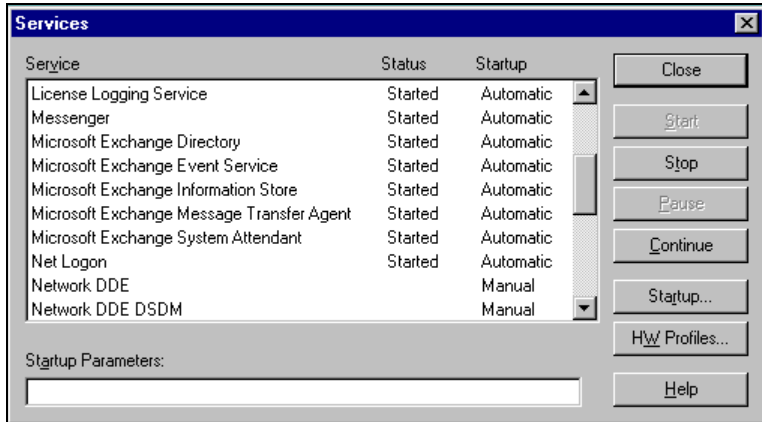 Services
Service Status Startup
License Logging Service Started Automatic
Messenger Started Automatic
Microsoft Exchange Directory Started Automatic
Microsoft Exchange Event Service Started Automatic
Microsoft Exchange Information Store Started Automatic
Microsoft Exchange Message Transfer Agent Started Automatic
Microsoft Exchange System Attendant Started Automatic
Net Logon Started Automatic
Network DDE Manual
Network DDE DSDM Manual
Startup Parameters:
Close
Start
Stop
Pause
Continue
Startup...
HW Profiles...
Help